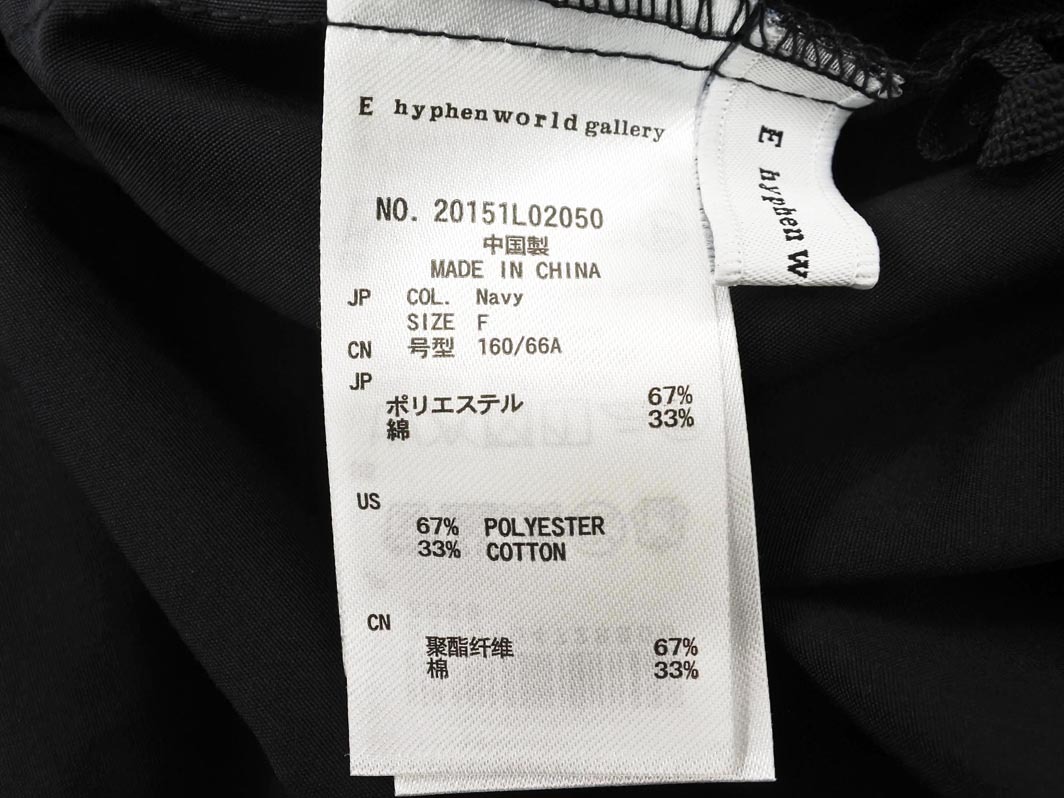 E hyphen world gallery
NO. 20151L02050
中国製
MADE IN CHINA
JP COL. Navy
SIZE F
CN 号型 160/66A
JP
ポリエステル 67%
綿 33%
US
67% POLYESTER
33% COTTON
CN
聚酯纤维 67%
棉 33%
E hyphen W